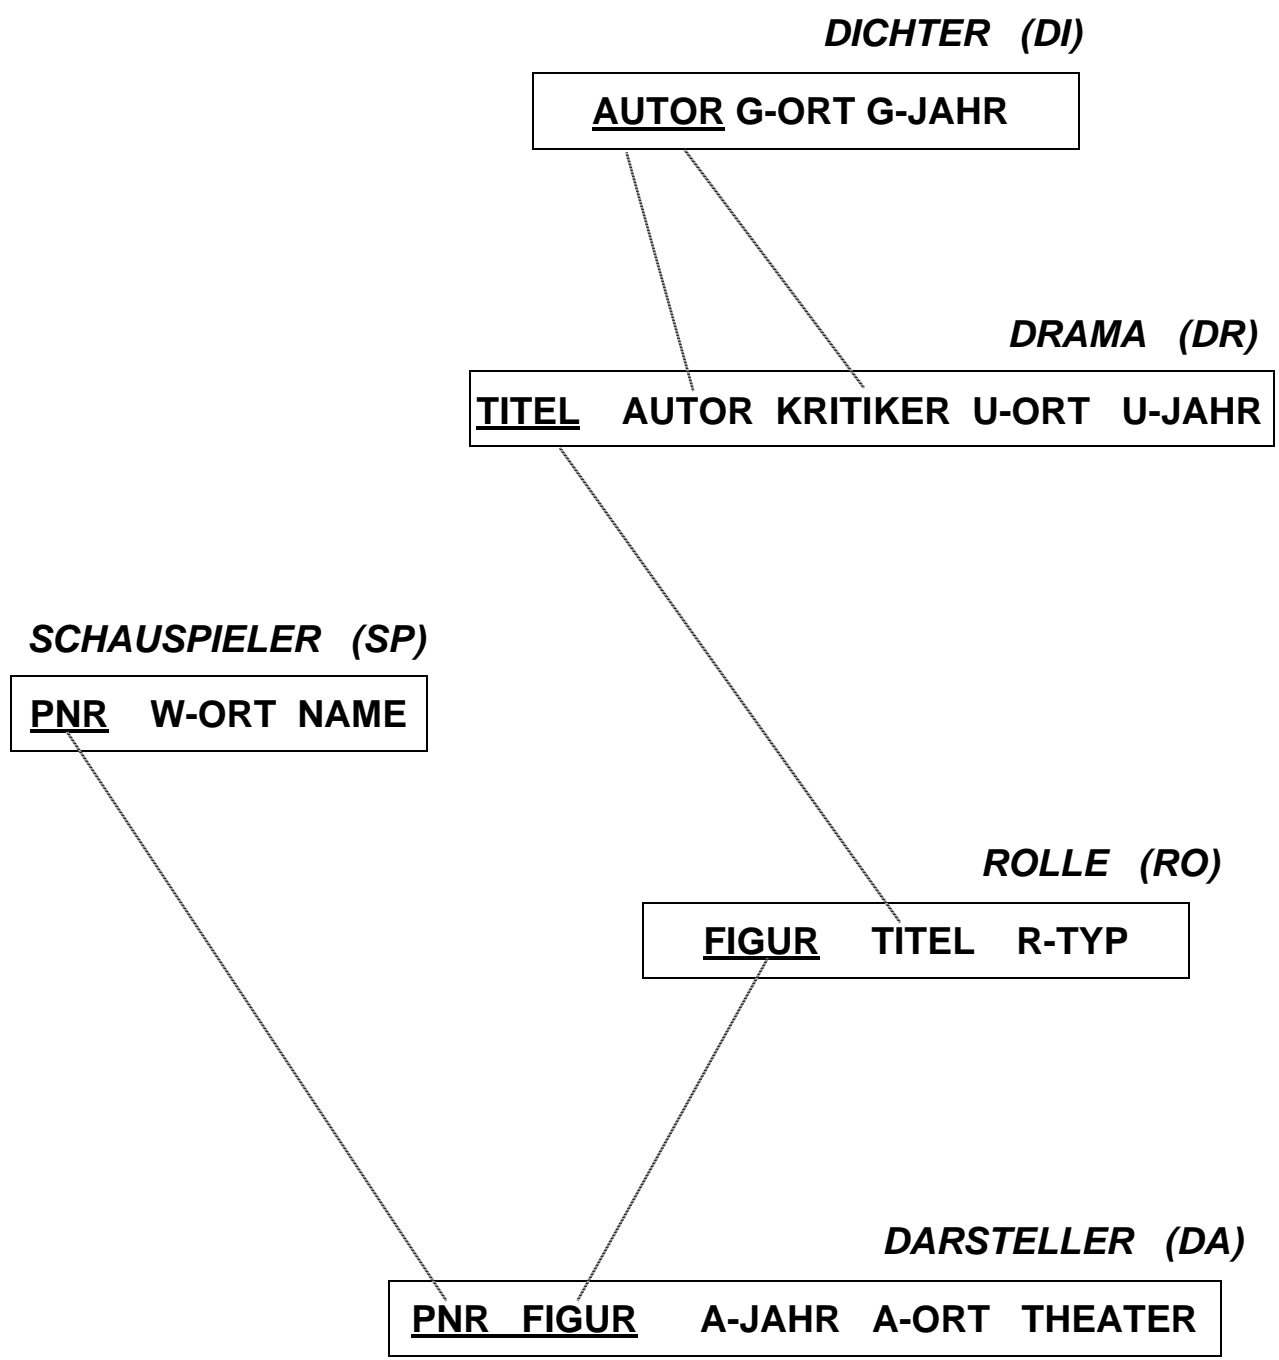 DICHTER (DI)
AUTOR G-ORT G-JAHR
DRAMA (DR)
TITEL AUTOR KRITIKER U-ORT U-JAHR
SCHAUSPIELER (SP)
PNR W-ORT NAME
ROLLE (RO)
FIGUR TITEL R-TYP
DARSTELLER (DA)
PNR FIGUR A-JAHR A-ORT THEATER